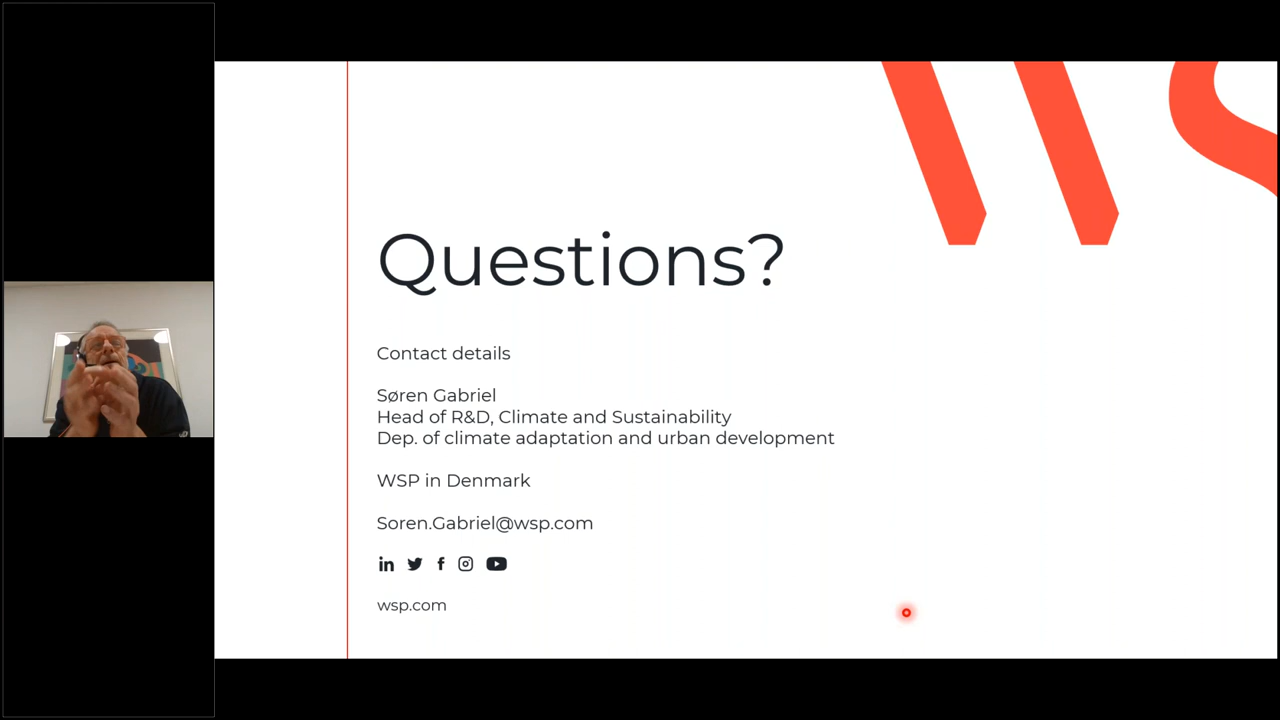 WS
Questions?
Contact details
Søren Gabriel
Head of R&D, Climate and Sustainability
Dep. of climate adaptation and urban development
WSP in Denmark
Soren.Gabriel@wsp.com
wsp.com